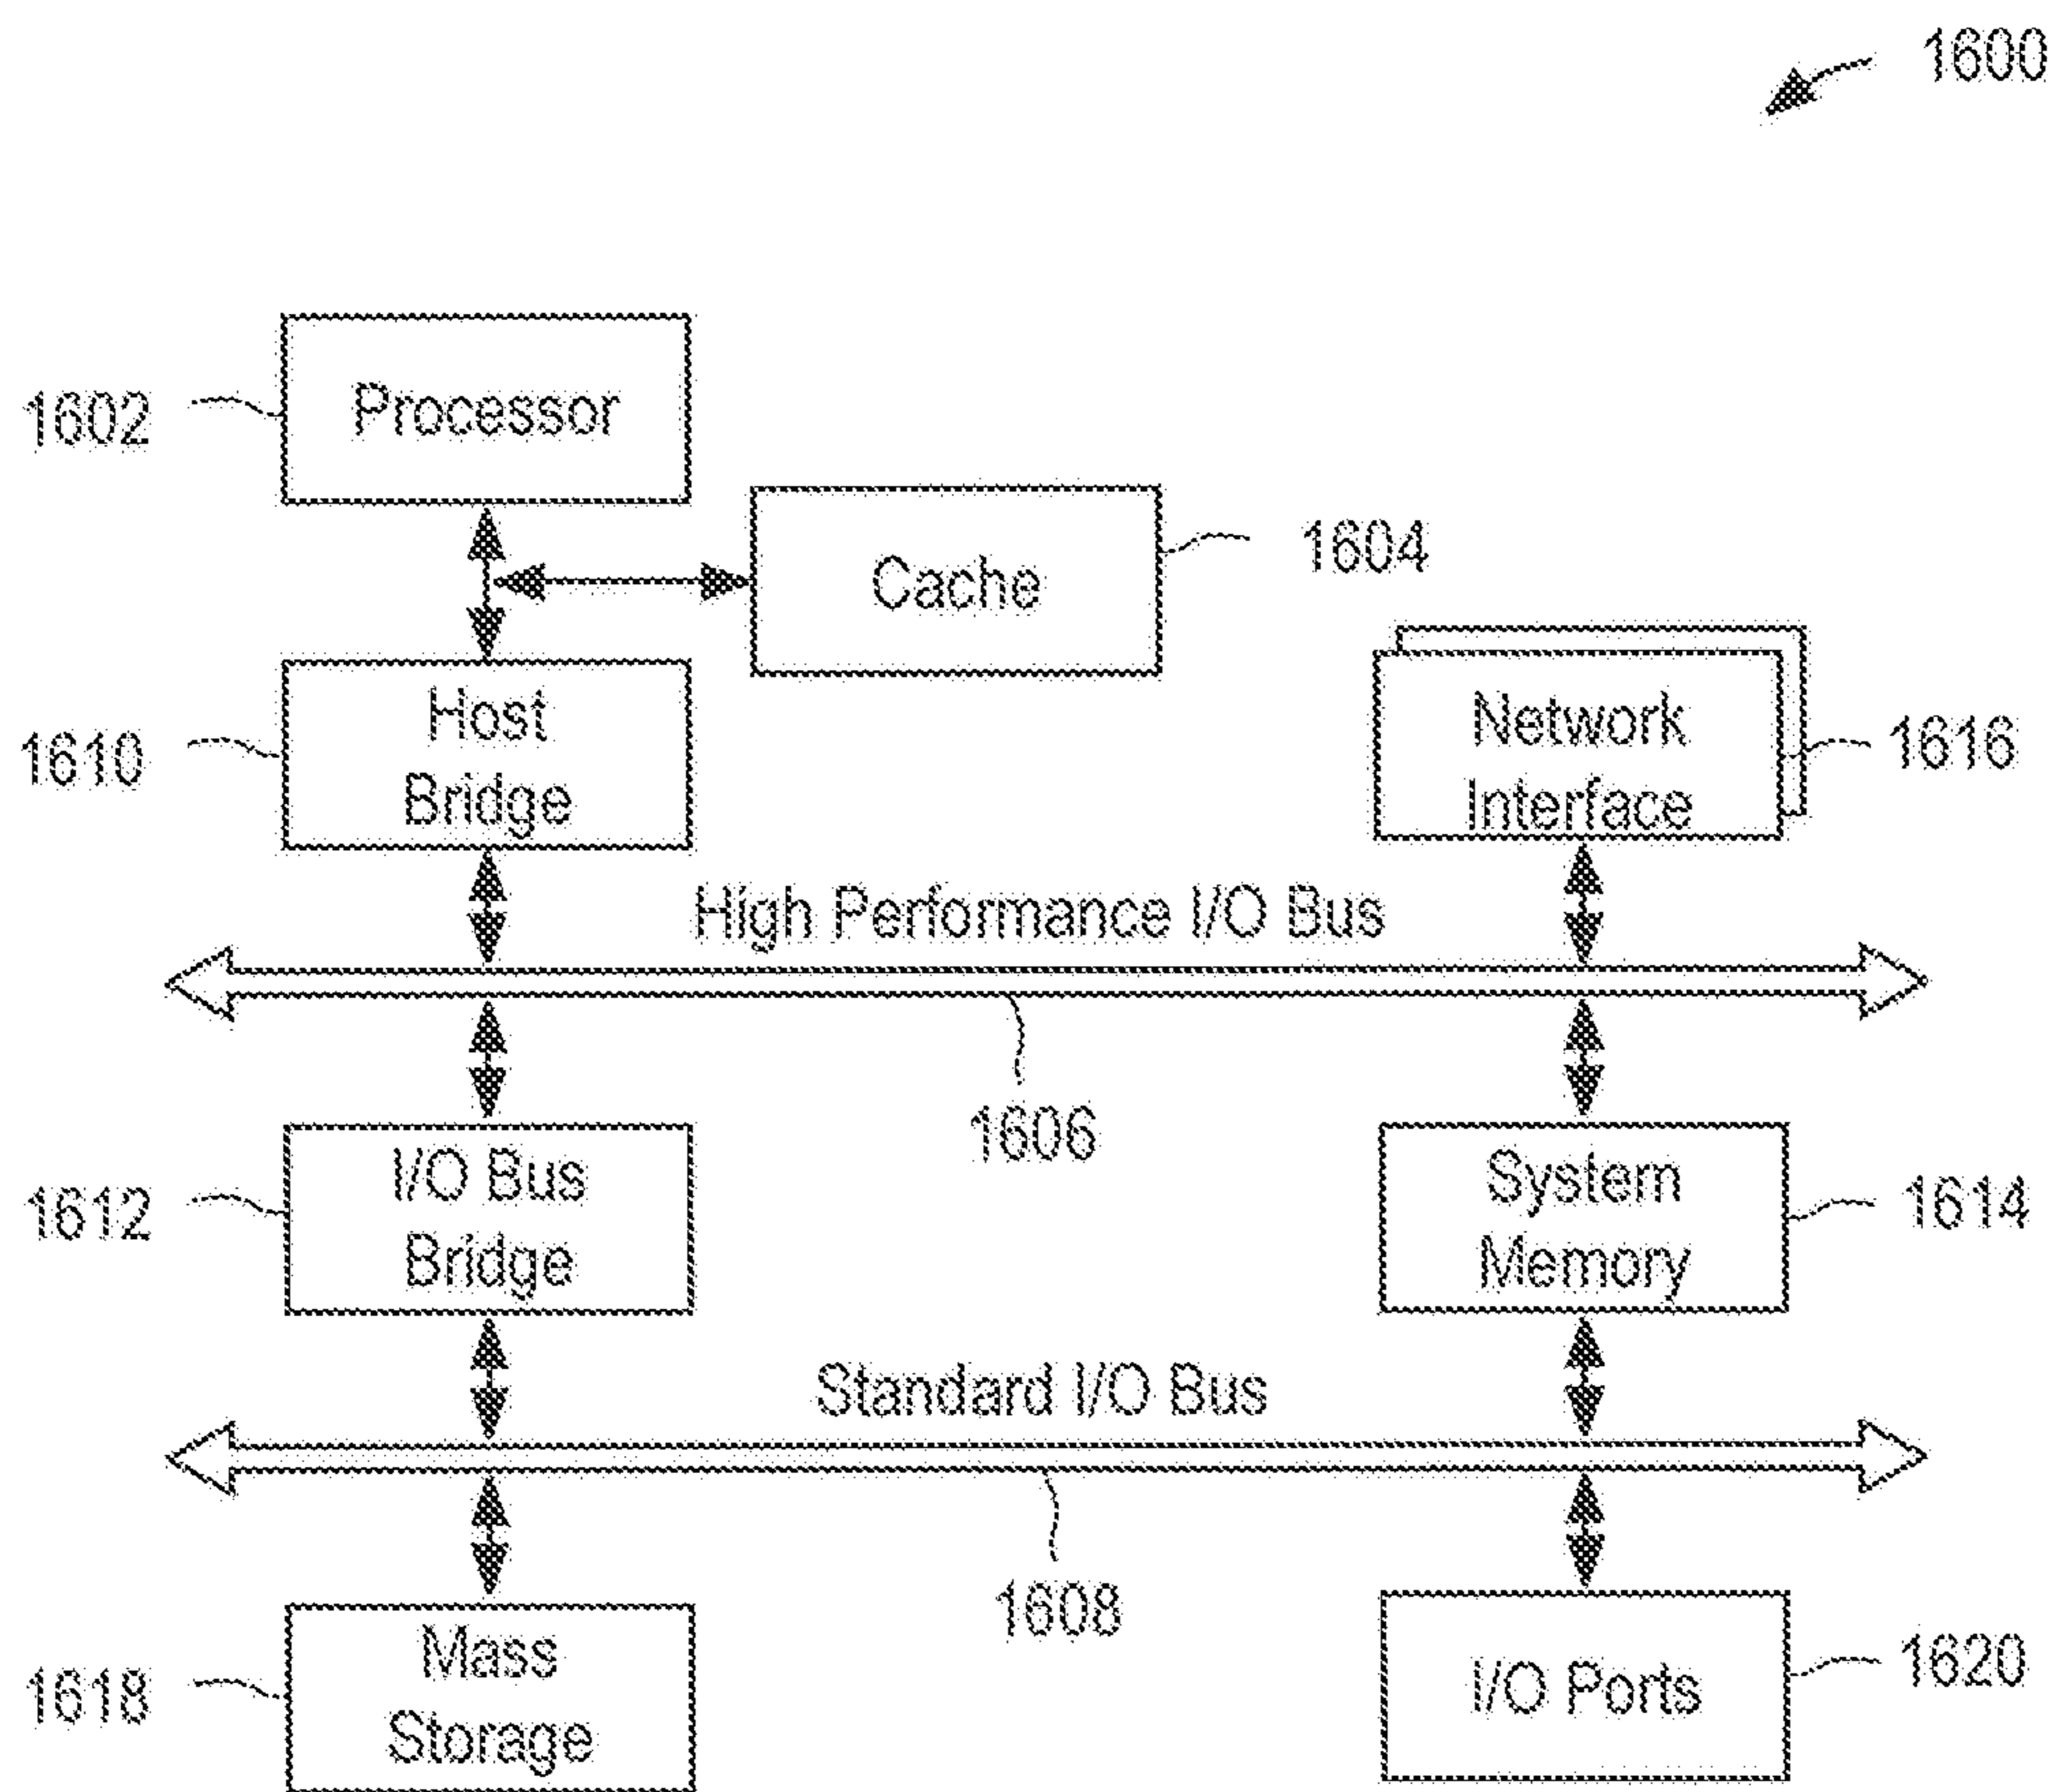 1600
Processor
1602
Cache
1604
Host
Bridge
1610
Network
Interface
1616
High Performance I/O Bus
1606
I/O Bus
Bridge
1612
System
Memory
1614
Standard I/O Bus
1608
Mass
Storage
1618
I/O Ports
1620